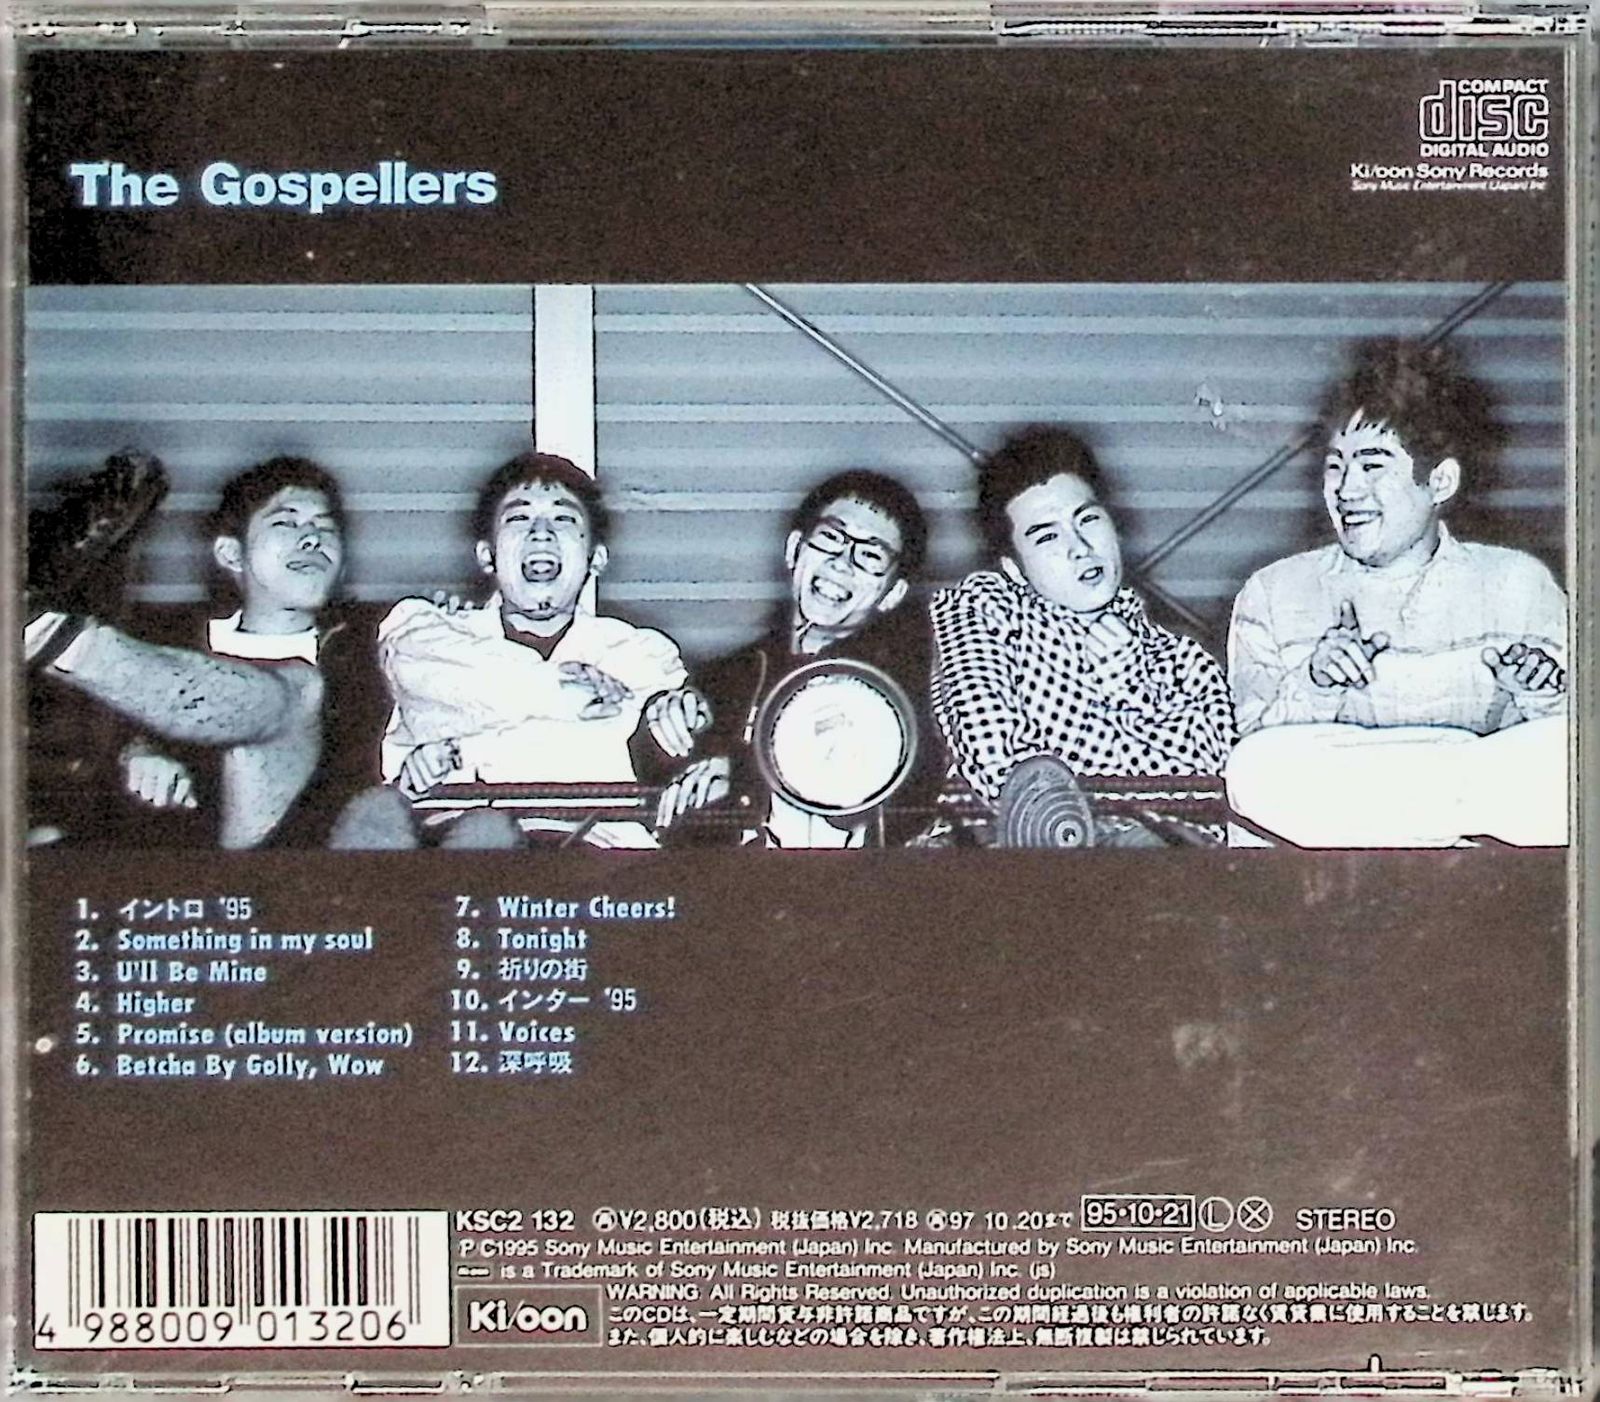 COMPACT
disc
DIGITAL AUDIO
Ki/oon Sony Records
Sony Music Entertainment (Japan) Inc.
The Gospellers
1. イントロ '95
2. Something in my soul
3. U'll Be Mine
4. Higher
5. Promise (album version)
6. Betcha By Golly, Wow
7. Winter Cheers!
8. Tonight
9. 祈りの街
10. インター '95
11. Voices
12. 深呼吸
KSC2 132 ㋐¥2,800(税込) 税抜価格¥2,718 ㋐97 10.20まで 95・10・21 Ⓛ ⓧ STEREO
℗©1995 Sony Music Entertainment (Japan) Inc. Manufactured by Sony Music Entertainment (Japan) Inc.
is a Trademark of Sony Music Entertainment (Japan) Inc. (js)
WARNING: All Rights Reserved. Unauthorized duplication is a violation of applicable laws.
このCDは、一定期間貸与非許諾商品ですが、この期間経過後も権利者の許諾なく賃貸業に使用することを禁じます。
また、個人的に楽しむなどの場合を除き、著作権法上、無断複製は禁じられています。
Ki/oon
4 988009 013206